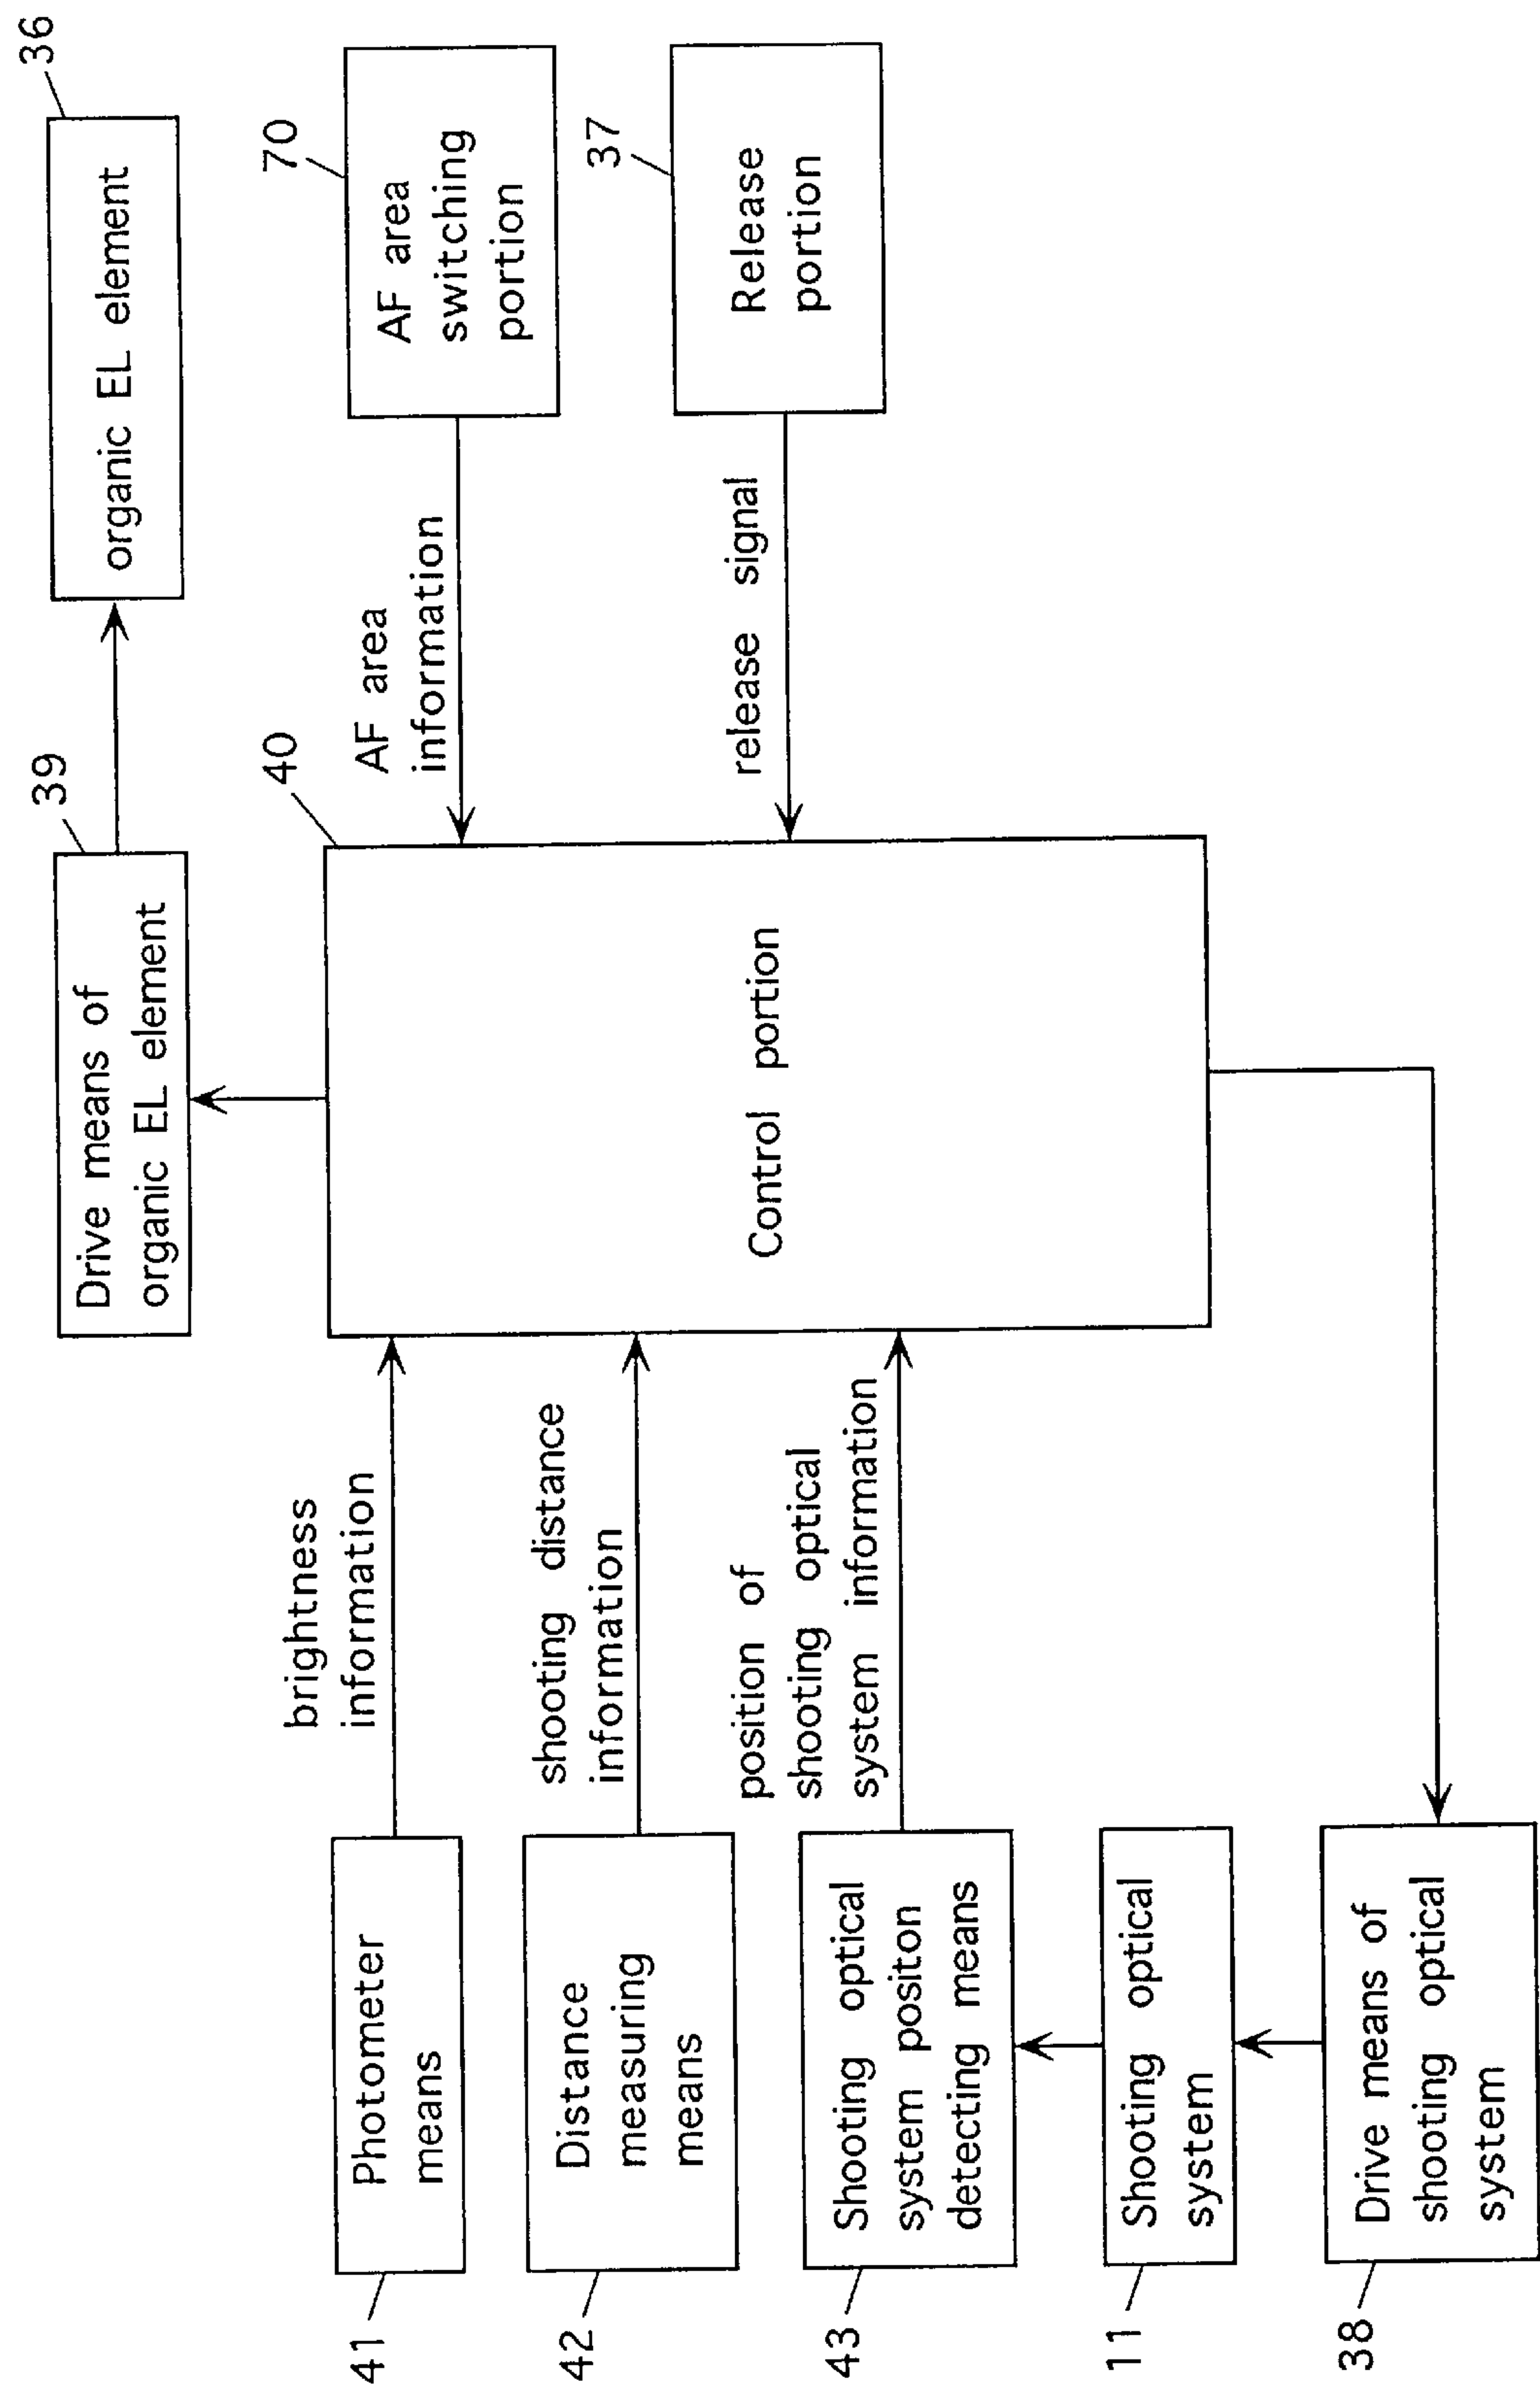 39
Drive means of
organic EL element
36
organic EL element
41
Photometer
means
brightness
information
40
Control portion
AF area
information
70
AF area
switching
portion
42
Distance
measuring
means
shooting distance
information
43
Shooting optical
system positon
detecting means
position of
shooting optical
system information
release signal
37
Release
portion
11
Shooting optical
system
38
Drive means of
shooting optical
system